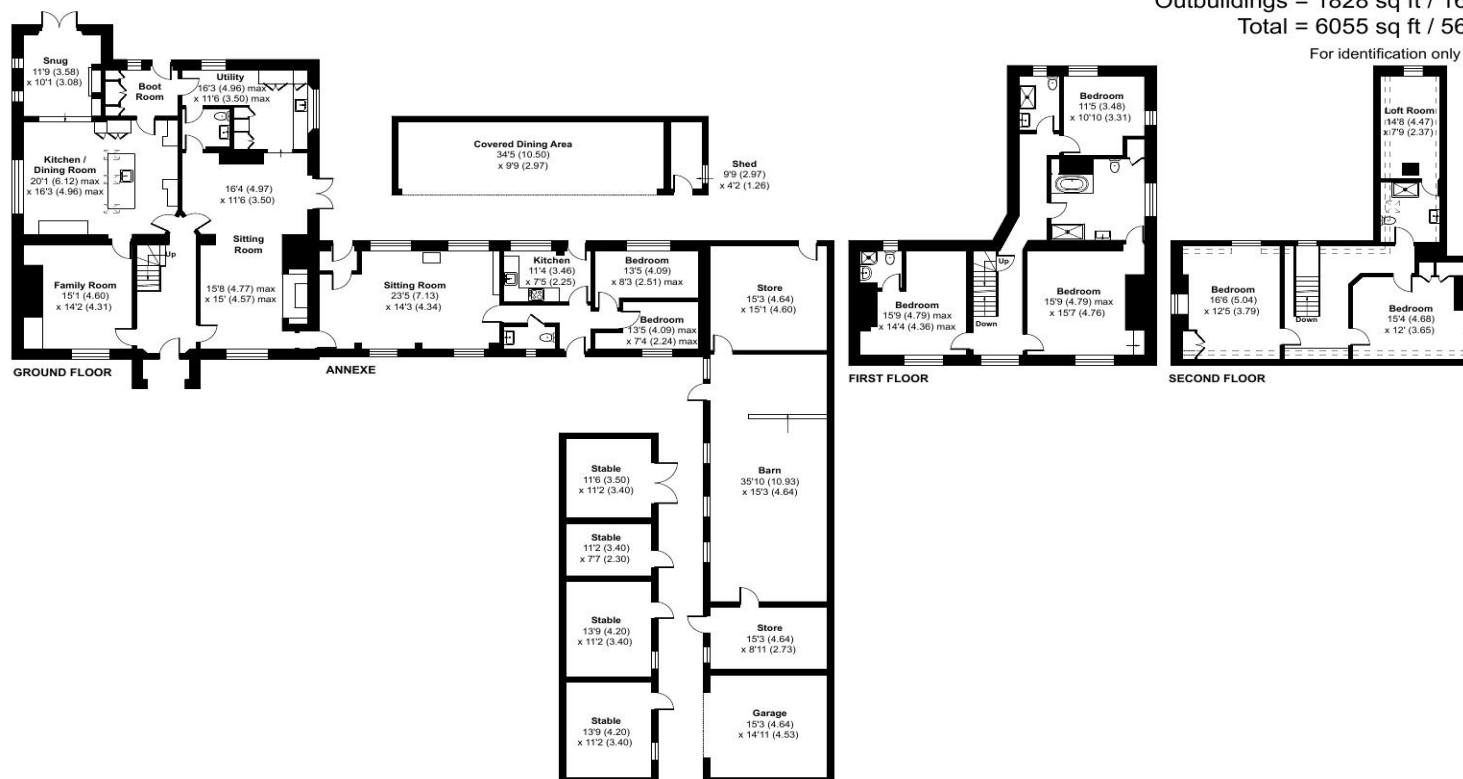 Outbuildings = 1828 sq ft / 16
Total = 6055 sq ft / 56
For identification only
Snug
11'9 (3.58)
x 10'1 (3.08)
Boot
Room
Utility
16'3 (4.96) max
x 11'6 (3.50) max
Kitchen /
Dining Room
20'1 (6.12) max
x 16'3 (4.96) max
16'4 (4.97)
x 11'6 (3.50)
Sitting
Room
15'8 (4.77) max
x 15' (4.57) max
Up
Family Room
15'1 (4.60)
x 14'2 (4.31)
GROUND FLOOR
Covered Dining Area
34'5 (10.50)
x 9'9 (2.97)
Shed
9'9 (2.97)
x 4'2 (1.26)
Sitting Room
23'5 (7.13)
x 14'3 (4.34)
Kitchen
11'4 (3.46)
x 7'5 (2.25)
Bedroom
13'5 (4.09)
x 8'3 (2.51) max
Bedroom
13'5 (4.09) max
x 7'4 (2.24) max
ANNEXE
Store
15'3 (4.64)
x 15'1 (4.60)
Barn
35'10 (10.93)
x 15'3 (4.64)
Store
15'3 (4.64)
x 8'11 (2.73)
Garage
15'3 (4.64)
x 14'11 (4.53)
Stable
11'6 (3.50)
x 11'2 (3.40)
Stable
11'2 (3.40)
x 7'7 (2.30)
Stable
13'9 (4.20)
x 11'2 (3.40)
Stable
13'9 (4.20)
x 11'2 (3.40)
Bedroom
11'5 (3.48)
x 10'10 (3.31)
Up
Down
Bedroom
15'9 (4.79) max
x 14'4 (4.36) max
Bedroom
15'9 (4.79) max
x 15'7 (4.76)
FIRST FLOOR
Loft Room
14'8 (4.47)
x 7'9 (2.37)
Bedroom
16'6 (5.04)
x 12'5 (3.79)
Down
Bedroom
15'4 (4.68)
x 12' (3.65)
SECOND FLOOR